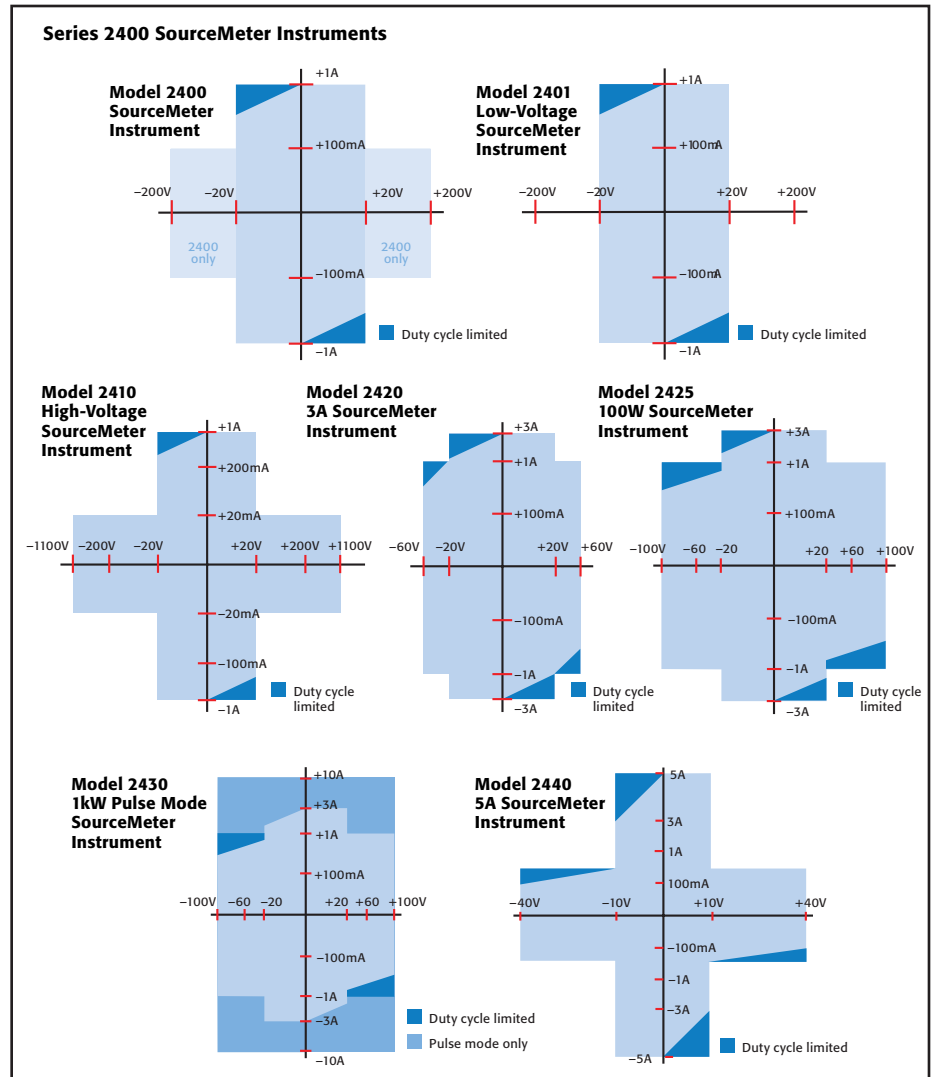 Series 2400 SourceMeter Instruments
Model 2400
SourceMeter
Instrument
+1A
+100mA
−200V
−20V
+20V
+200V
2400
only
2400
only
−100mA
−1A
Duty cycle limited
Model 2401
Low-Voltage
SourceMeter
Instrument
+1A
+100mA
−200V
−20V
+20V
+200V
−100mA
−1A
Duty cycle limited
Model 2410
High-Voltage
SourceMeter
Instrument
+1A
+200mA
+20mA
−1100V
−200V
−20V
+20V
+200V
+1100V
−20mA
−100mA
−1A
Duty cycle
limited
Model 2420
3A SourceMeter
Instrument
+3A
+1A
+100mA
−60V
−20V
+20V
+60V
−100mA
−1A
−3A
Duty cycle
limited
Model 2425
100W SourceMeter
Instrument
+3A
+1A
+100mA
−100V
−60
−20
+20
+60
+100V
−100mA
−1A
−3A
Duty cycle
limited
Model 2430
1kW Pulse Mode
SourceMeter
Instrument
+10A
+3A
+1A
+100mA
−100V
−60
−20
+20
+60
+100V
−100mA
−1A
−3A
−10A
Duty cycle limited
Pulse mode only
Model 2440
5A SourceMeter
Instrument
5A
3A
1A
100mA
−40V
−10V
+10V
+40V
−100mA
−1A
−3A
−5A
Duty cycle limited